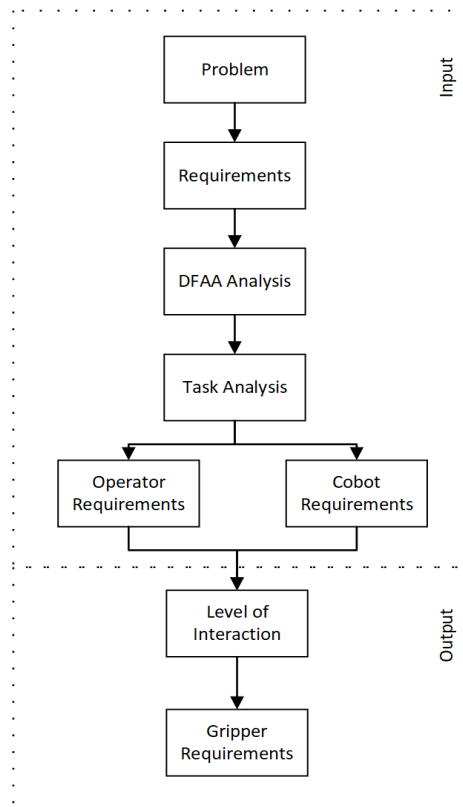 Problem
Input
Requirements
DFAA Analysis
Task Analysis
Operator
Requirements
Cobot
Requirements
Level of
Interaction
Output
Gripper
Requirements